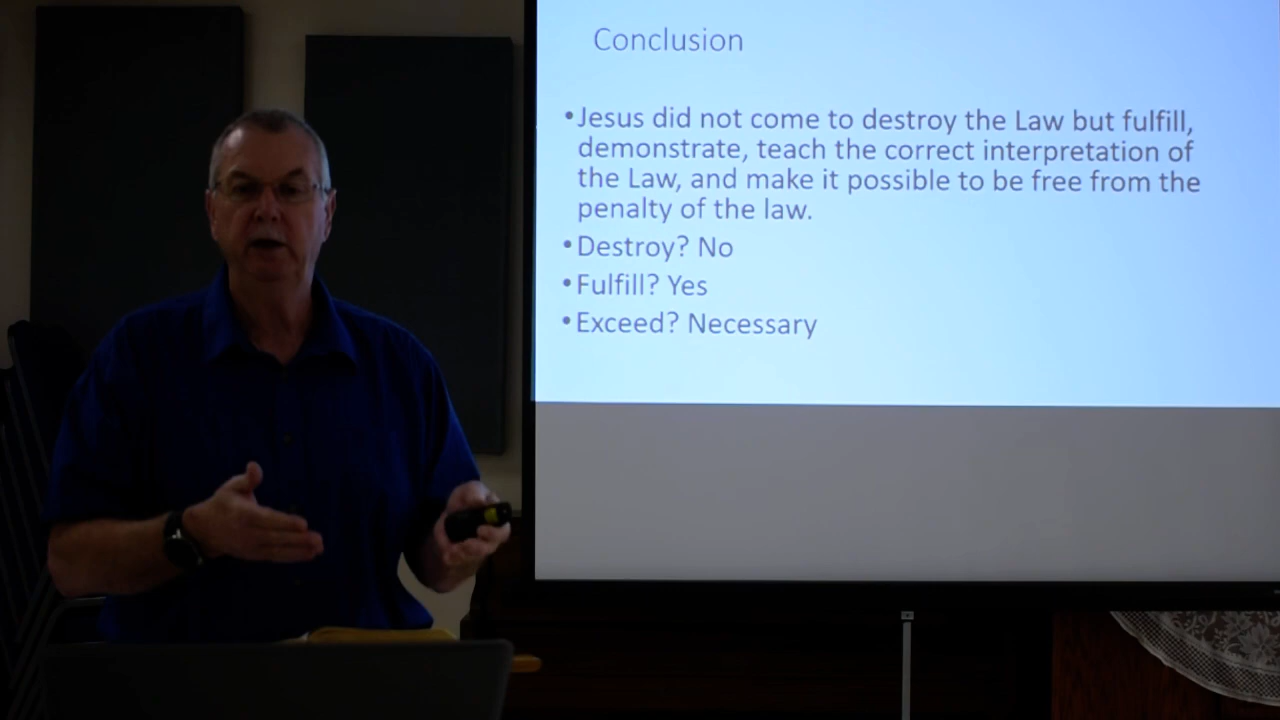 Conclusion
•Jesus did not come to destroy the Law but fulfill,
demonstrate, teach the correct interpretation of
the Law, and make it possible to be free from the
penalty of the law.
•Destroy? No
•Fulfill? Yes
•Exceed? Necessary